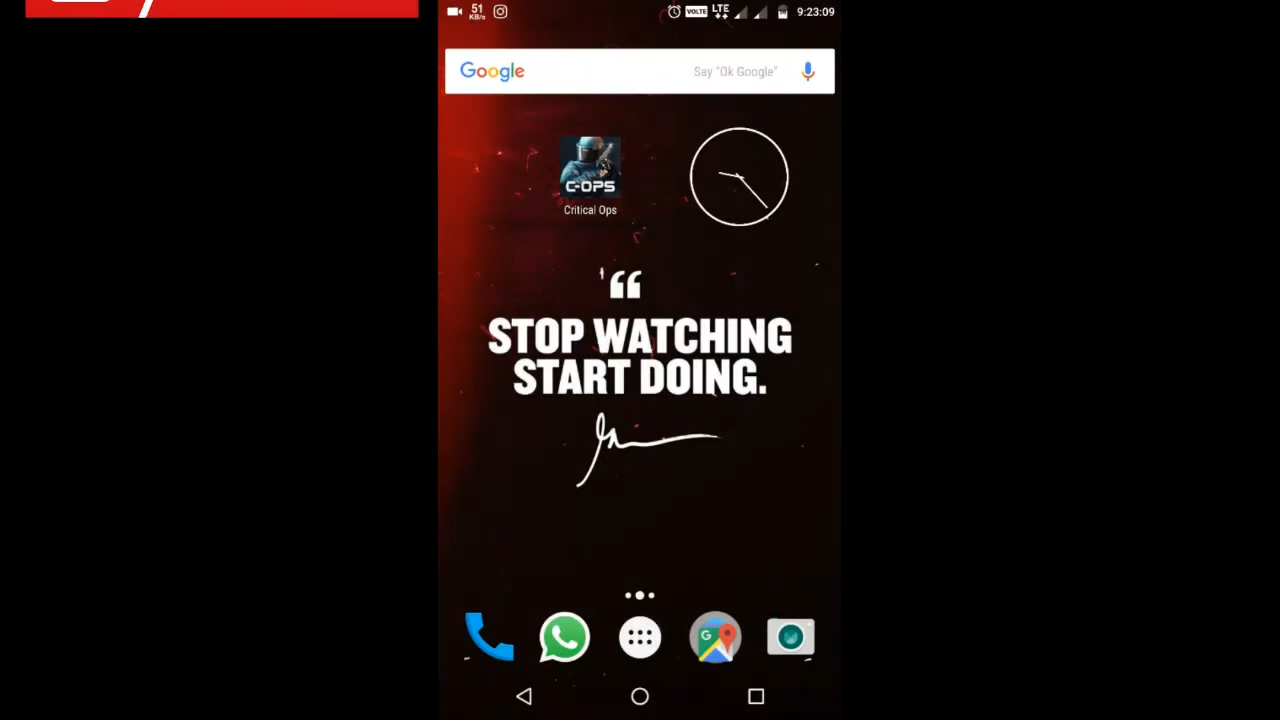 51
KB/s
VOLTE
LTE
9:23:09
Google
Say "Ok Google"
C-OPS
Critical Ops
“
STOP WATCHING
START DOING.
G